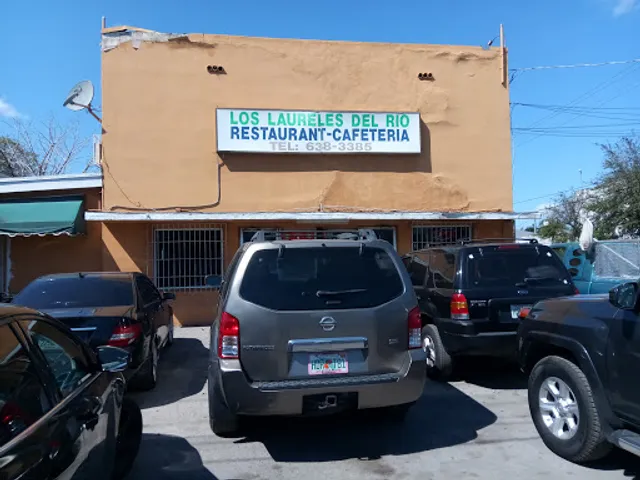 LOS LAURELES DEL RIO
RESTAURANT-CAFETERIA
TEL: 638-3385